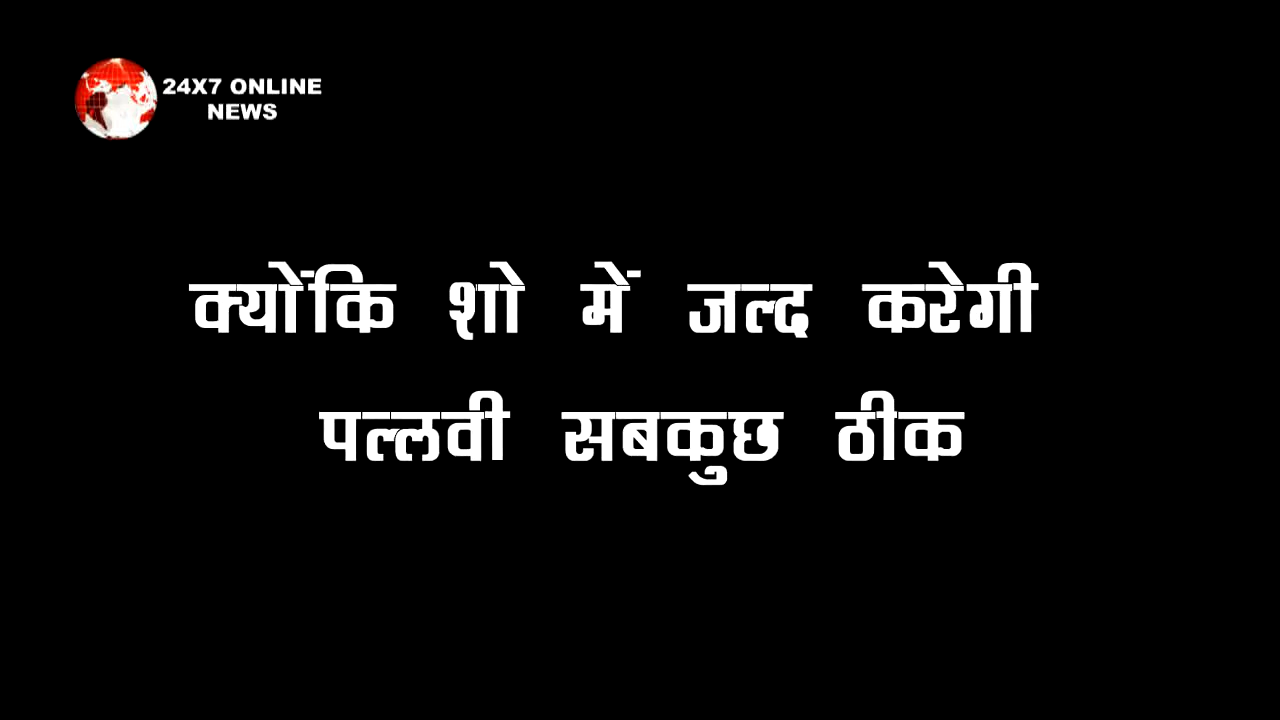 24X7 ONLINE
NEWS
क्योंकि शो में जल्द करेगी
पल्लवी सबकुछ ठीक